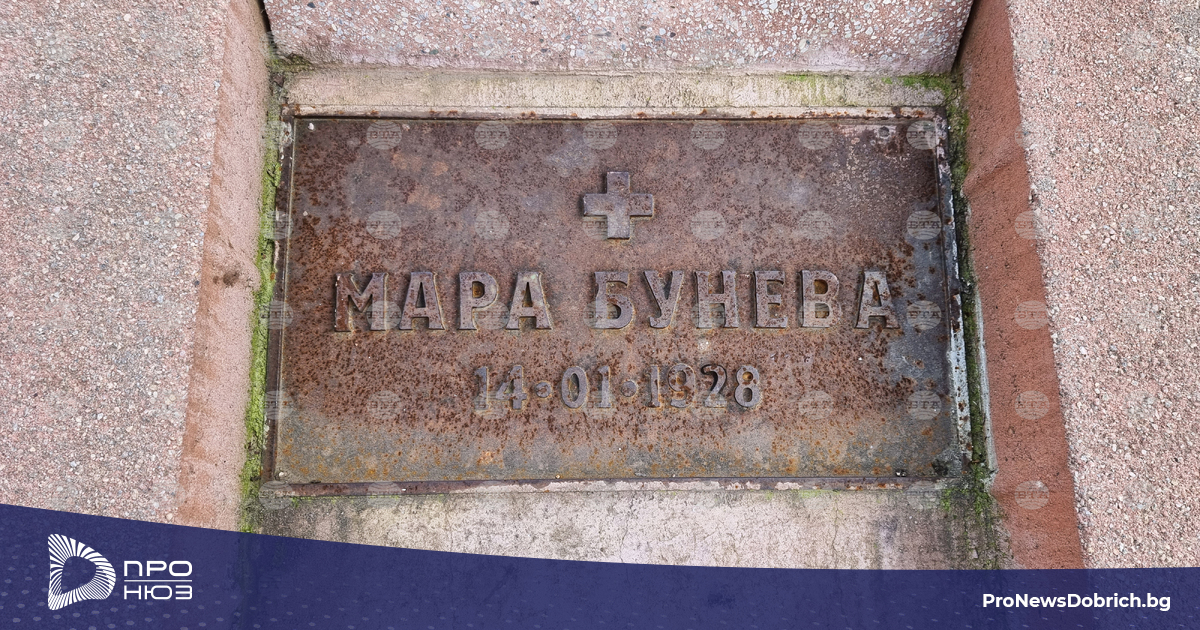 МАРА БУНЕВА
14·01·1928
ПРО
НЮЗ
ProNewsDobrich.bg